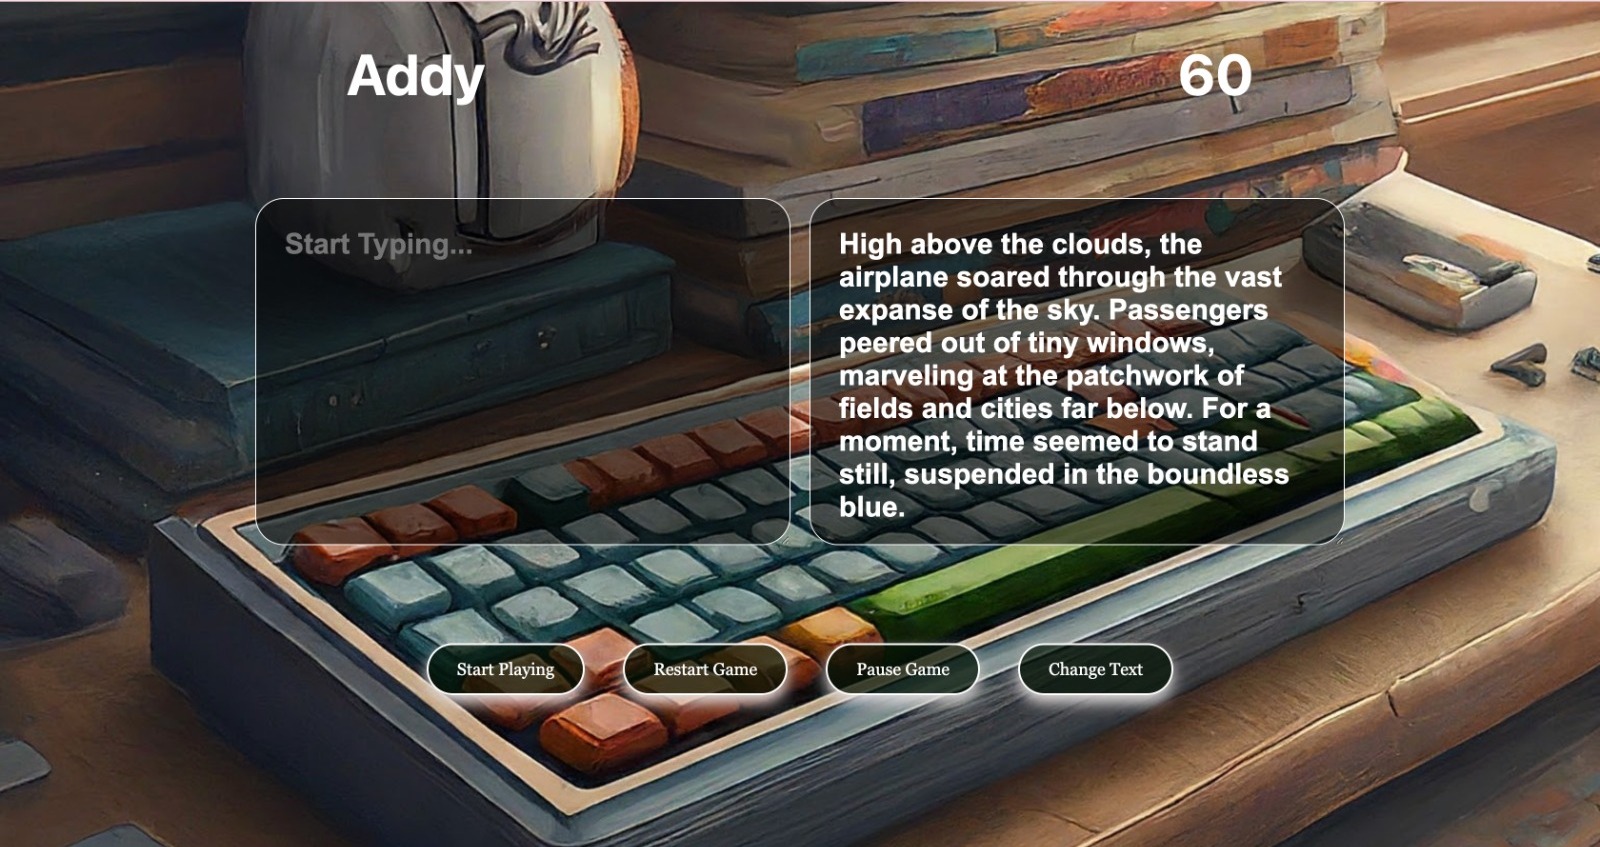 Addy
60
Start Typing...
High above the clouds, the
airplane soared through the vast
expanse of the sky. Passengers
peered out of tiny windows,
marveling at the patchwork of
fields and cities far below. For a
moment, time seemed to stand
still, suspended in the boundless
blue.
Start Playing
Restart Game
Pause Game
Change Text